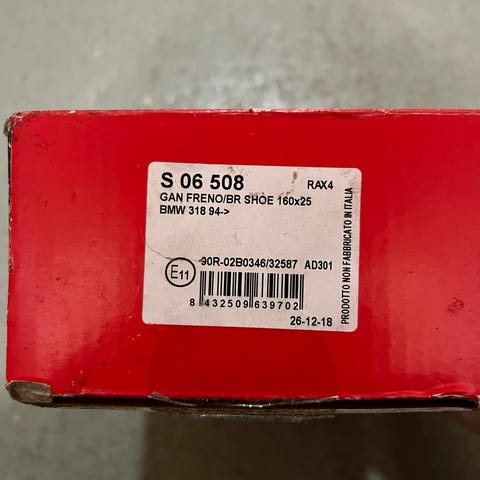 S 06 508 RAX4
GAN FRENO/BR SHOE 160x25
BMW 318 94->
E11
90R-02B0346/32587 AD301
8 432509 639702
26-12-18
PRODOTTO NON FABBRICATO IN ITALIA